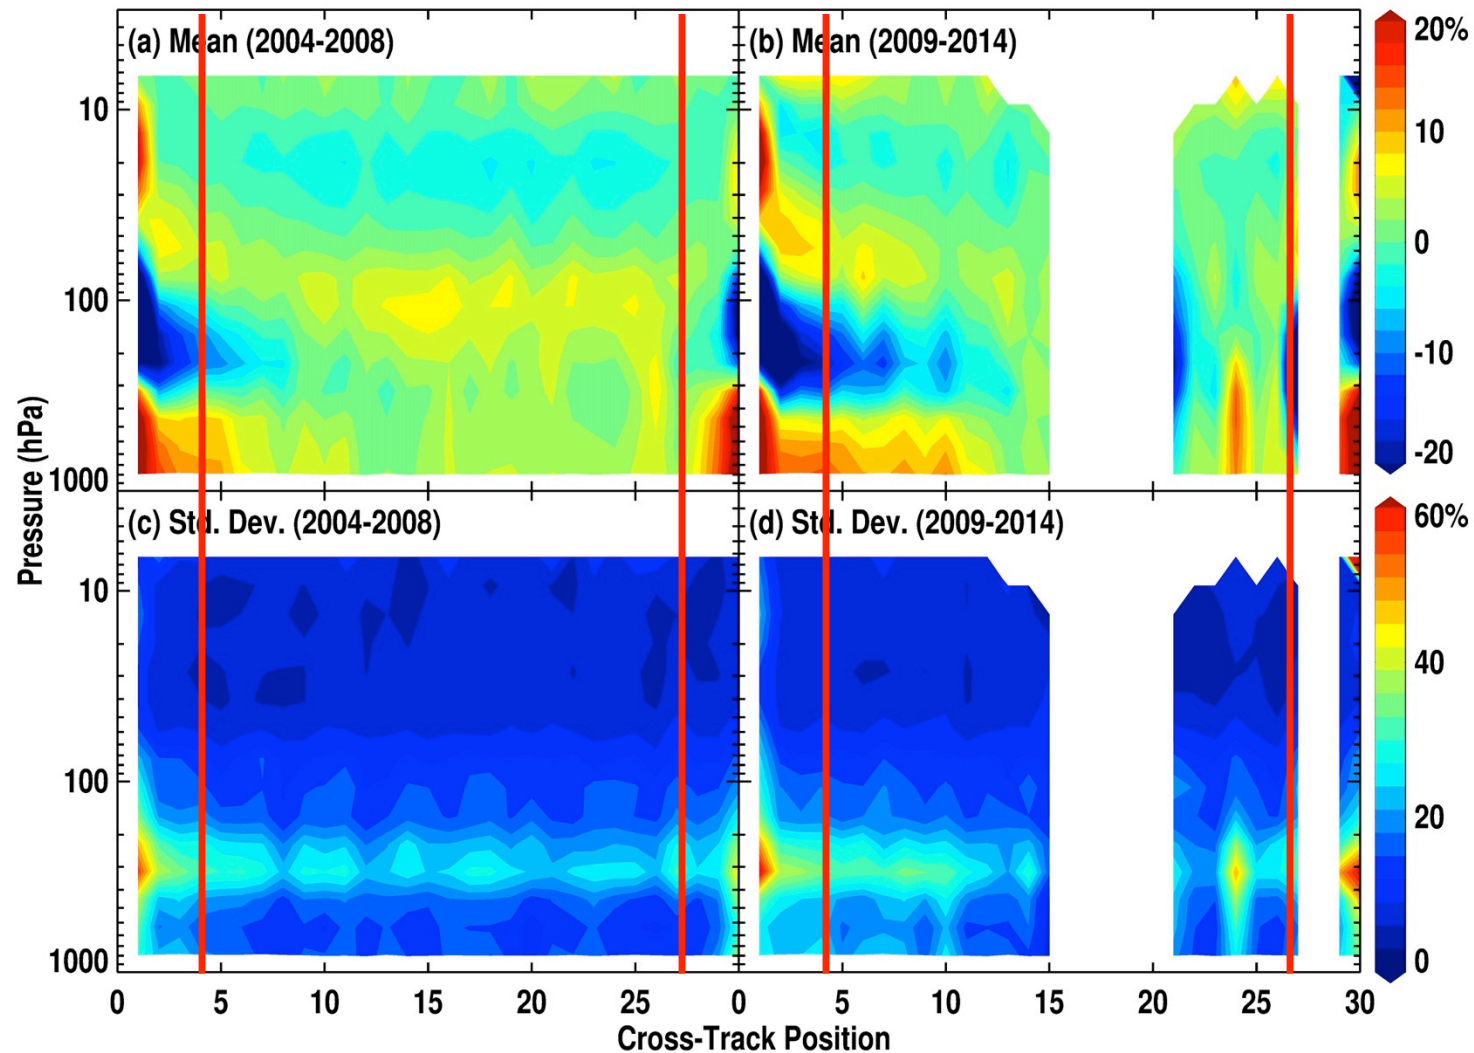 (a) Mean (2004-2008)
(b) Mean (2009-2014)
20%
10
0
-10
-20
10
100
1000
Pressure (hPa)
(c) Std. Dev. (2004-2008)
(d) Std. Dev. (2009-2014)
60%
40
20
0
10
100
1000
0 5 10 15 20 25 0 5 10 15 20 25 30
Cross-Track Position